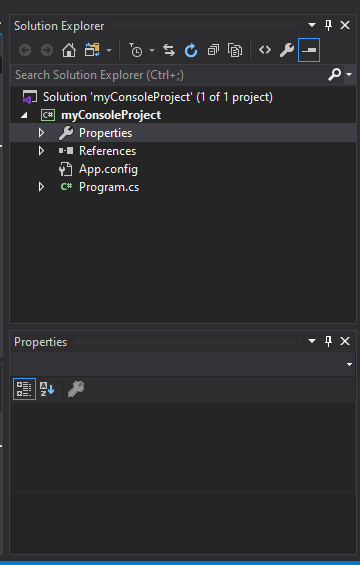 Solution Explorer
Search Solution Explorer (Ctrl+;)
Solution 'myConsoleProject' (1 of 1 project)
C# myConsoleProject
Properties
References
App.config
C# Program.cs
Properties
A
Z